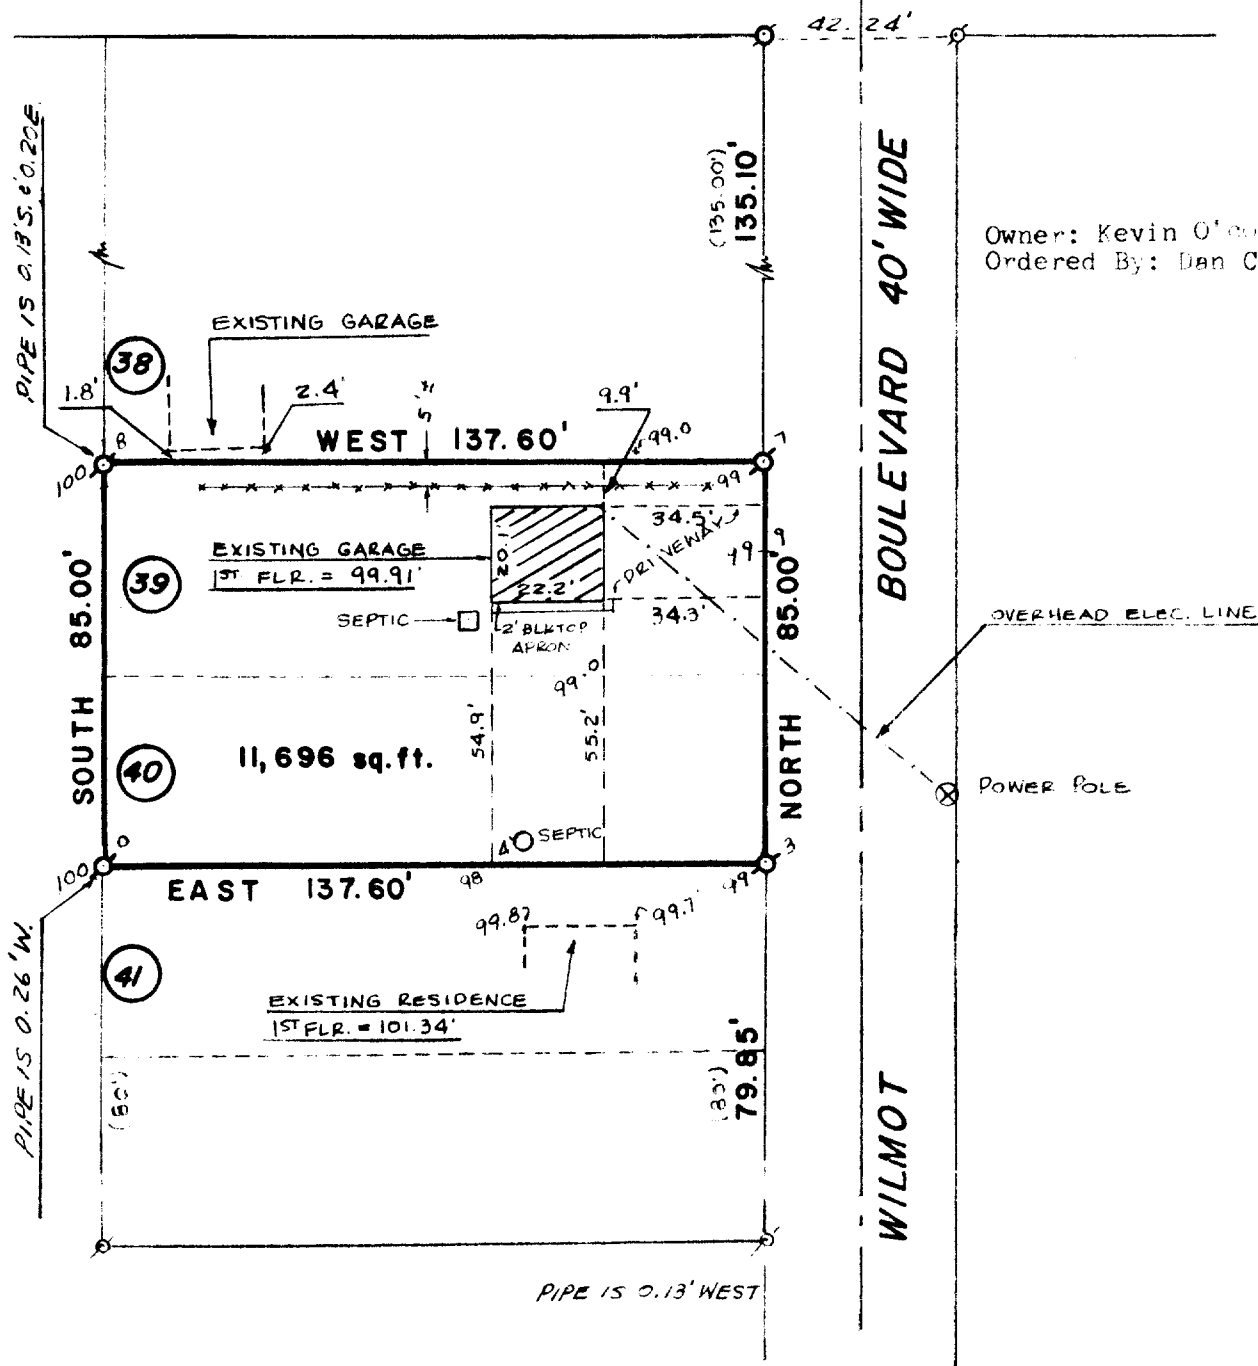 42.24'
PIPE IS 0.13'S. & 0.20E.
(135.00')
135.10'
BOULEVARD 40' WIDE
Owner: Kevin O'
Ordered By: Dan C
EXISTING GARAGE
38
1.8'
2.4'
9.9'
WEST 137.60'
99.0
100 8
99 7
34.5'
DRIVEWAY
EXISTING GARAGE
1ST FLR. = 99.91'
20.1
22.2'
99 9
39
SOUTH 85.00'
NORTH 85.00'
SEPTIC
2' BLKTOP
APRON
34.3'
OVERHEAD ELEC. LINE
99.0
54.9'
55.2'
11,696 sq.ft.
40
POWER POLE
4' SEPTIC
100 0
99 3
EAST 137.60'
98
99.87
99.7
41
EXISTING RESIDENCE
1ST FLR. = 101.34'
PIPE IS 0.26'W.
(80')
79.85'
WILMOT
PIPE IS 0.13' WEST